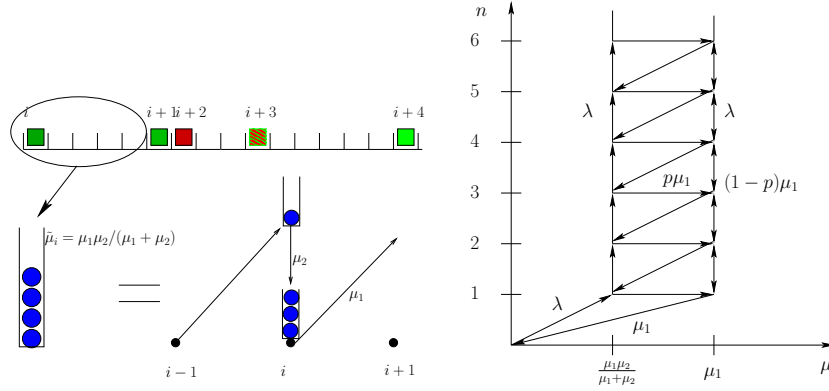 i
i+1
i+2
i+3
i+4
μ̃_i = μ_1μ_2/(μ_1 + μ_2)
μ_2
μ_1
i−1
i
i+1
n
6
5
4
3
2
1
λ
λ
pμ_1
(1−p)μ_1
λ
μ_1
μ_1μ_2
μ_1+μ_2
μ_1
μ